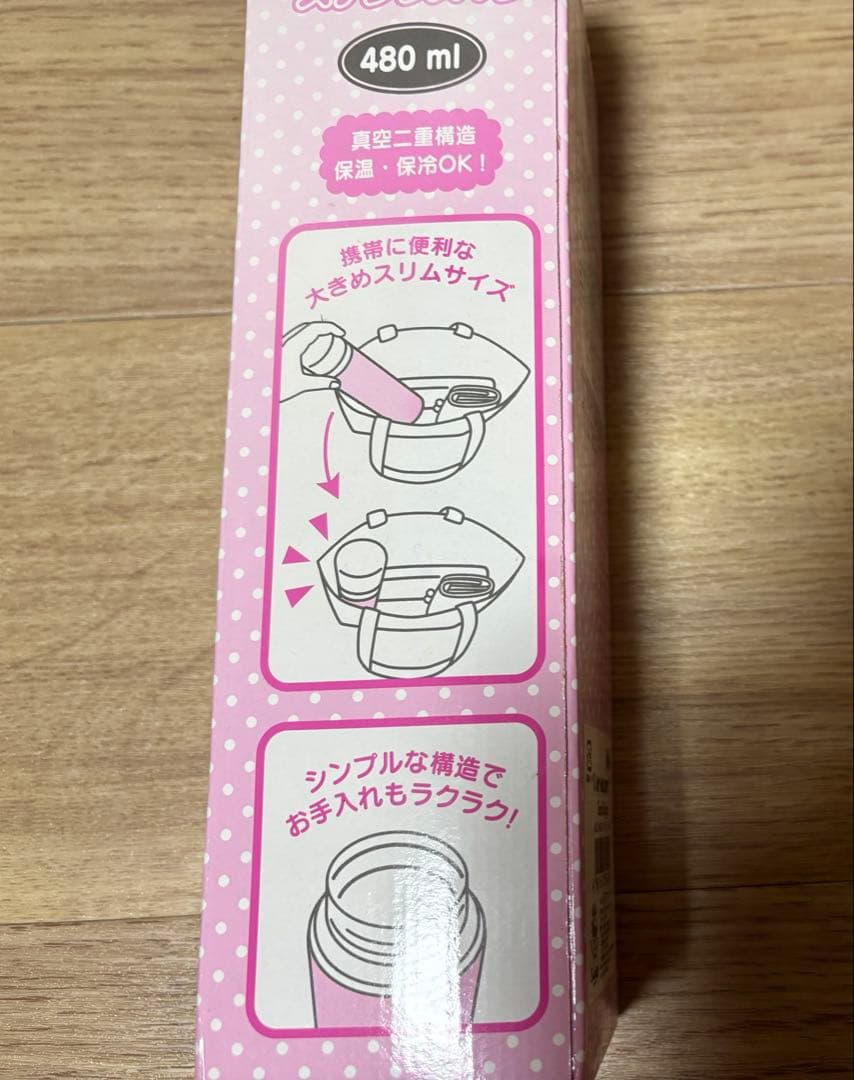 480 ml
真空二重構造
保温・保冷OK!
携帯に便利な
大きめスリムサイズ
シンプルな構造で
お手入れもラクラク!